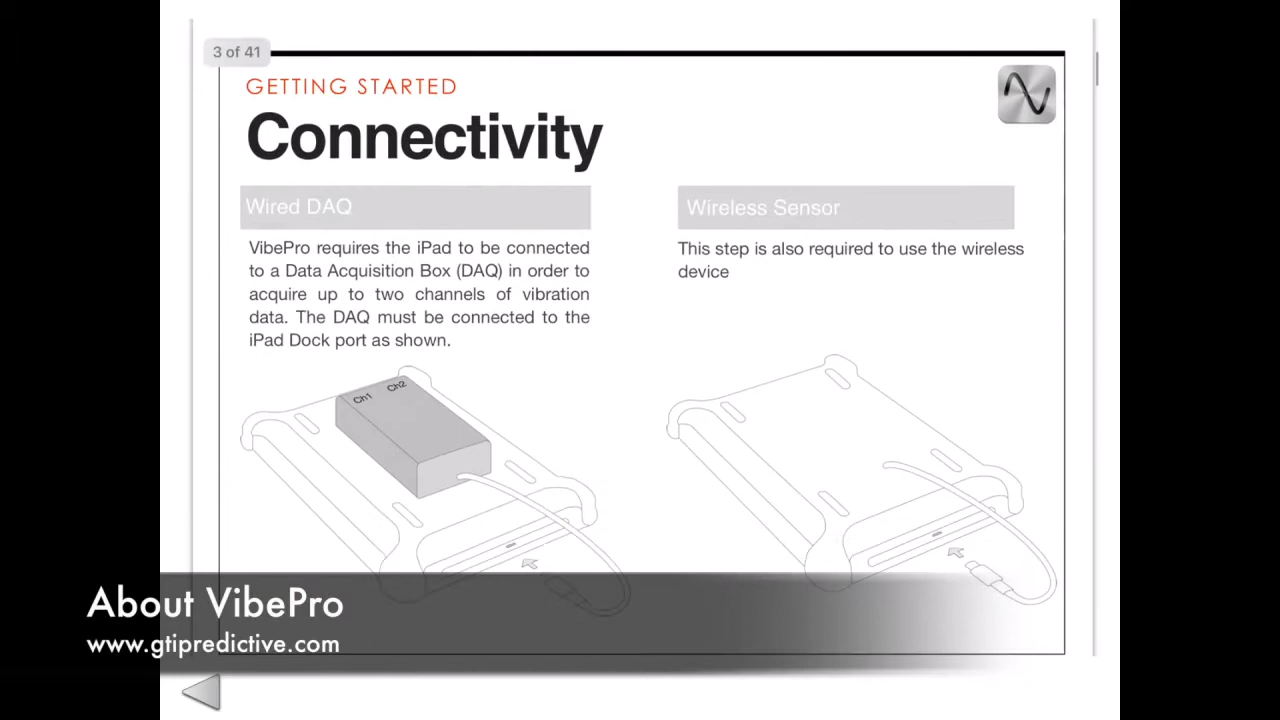 3 of 41
GETTING STARTED
Connectivity
Wired DAQ
VibePro requires the iPad to be connected
to a Data Acquisition Box (DAQ) in order to
acquire up to two channels of vibration
data. The DAQ must be connected to the
iPad Dock port as shown.
Ch1 Ch2
Wireless Sensor
This step is also required to use the wireless
device
About VibePro
www.gtipredictive.com